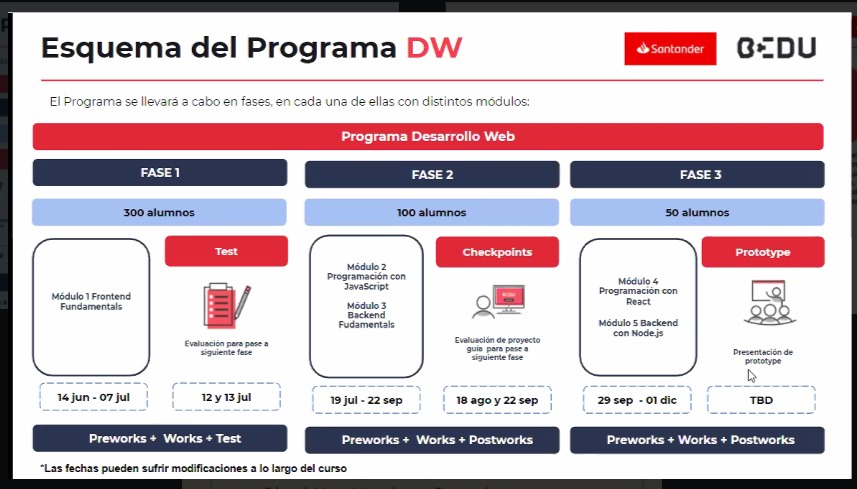 Esquema del Programa DW
Santander
BEDU
El Programa se llevará a cabo en fases, en cada una de ellas con distintos módulos:
Programa Desarrollo Web
FASE 1
FASE 2
FASE 3
300 alumnos
100 alumnos
50 alumnos
Módulo 1 Frontend
Fundamentals
Test
Evaluación para pase a
siguiente fase
Módulo 2
Programación con
JavaScript
Módulo 3
Backend
Fudamentals
Checkpoints
Evaluación de proyecto
guía para pase a
siguiente fase
Módulo 4
Programación con
React
Módulo 5 Backend
con Node.js
Prototype
Presentación de
prototype
14 jun - 07 jul
12 y 13 jul
19 jul - 22 sep
18 ago y 22 sep
29 sep - 01 dic
TBD
Preworks + Works + Test
Preworks + Works + Postworks
Preworks + Works + Postworks
*Las fechas pueden sufrir modificaciones a lo largo del curso